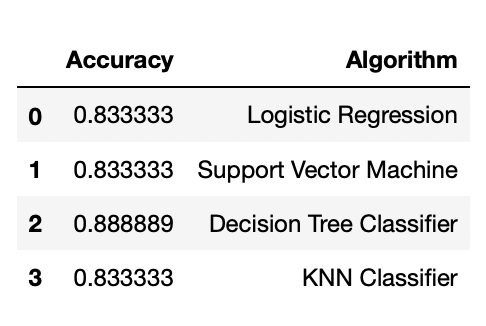 Accuracy Algorithm
0 0.833333 Logistic Regression
1 0.833333 Support Vector Machine
2 0.888889 Decision Tree Classifier
3 0.833333 KNN Classifier